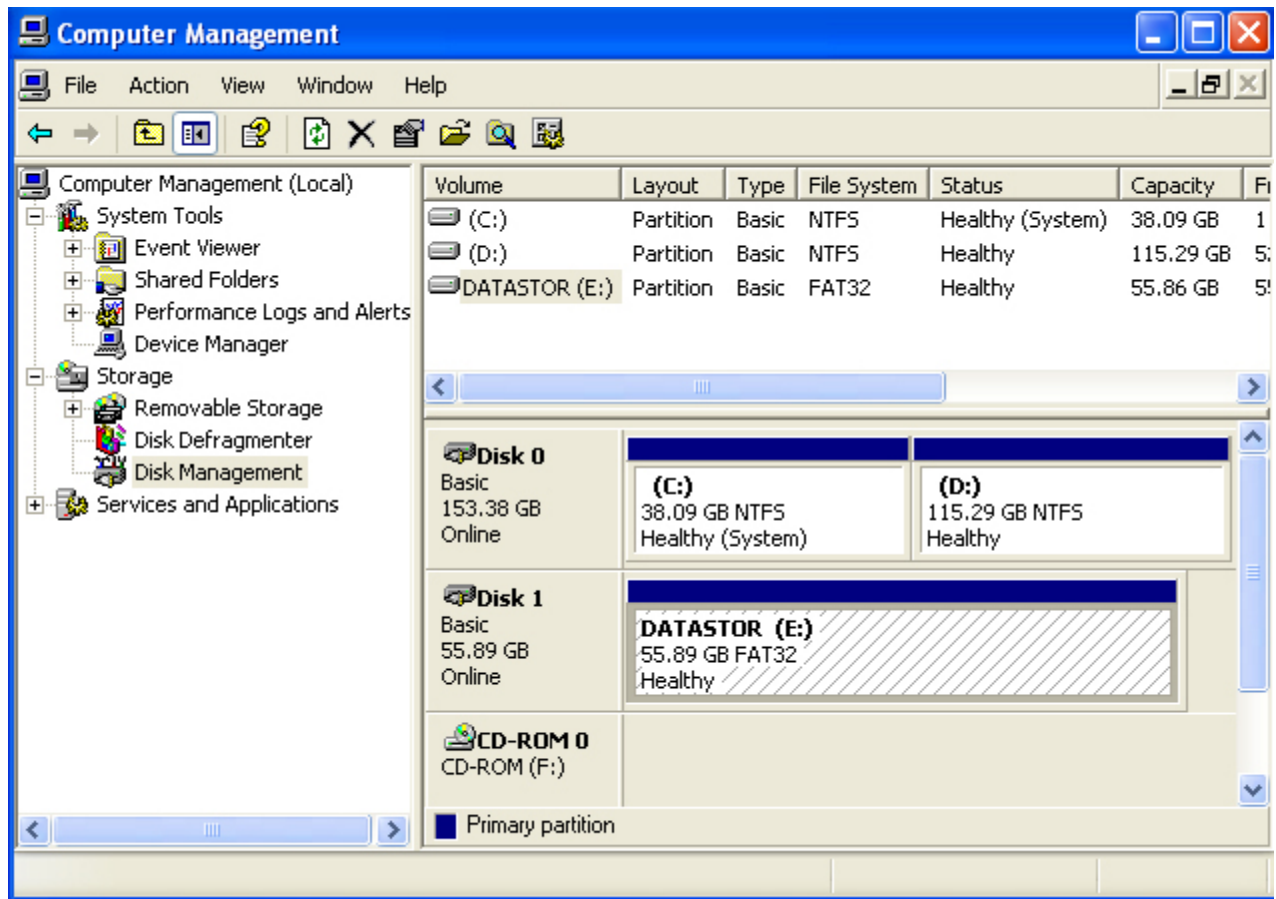 Computer Management
File Action View Window Help
Computer Management (Local)
System Tools
Event Viewer
Shared Folders
Performance Logs and Alerts
Device Manager
Storage
Removable Storage
Disk Defragmenter
Disk Management
Services and Applications
Volume Layout Type File System Status Capacity
(C:) Partition Basic NTFS Healthy (System) 38.09 GB 1
(D:) Partition Basic NTFS Healthy 115.29 GB
DATASTOR (E:) Partition Basic FAT32 Healthy 55.86 GB
Disk 0
Basic
153.38 GB
Online
(C:)
38.09 GB NTFS
Healthy (System)
(D:)
115.29 GB NTFS
Healthy
Disk 1
Basic
55.89 GB
Online
DATASTOR (E:)
55.89 GB FAT32
Healthy
CD-ROM 0
CD-ROM (F:)
Primary partition